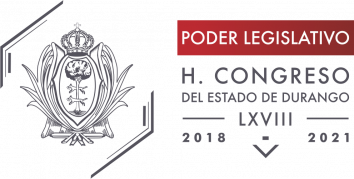 PODER LEGISLATIVO
H. CONGRESO
DEL ESTADO DE DURANGO
LXVIII
2018 - 2021